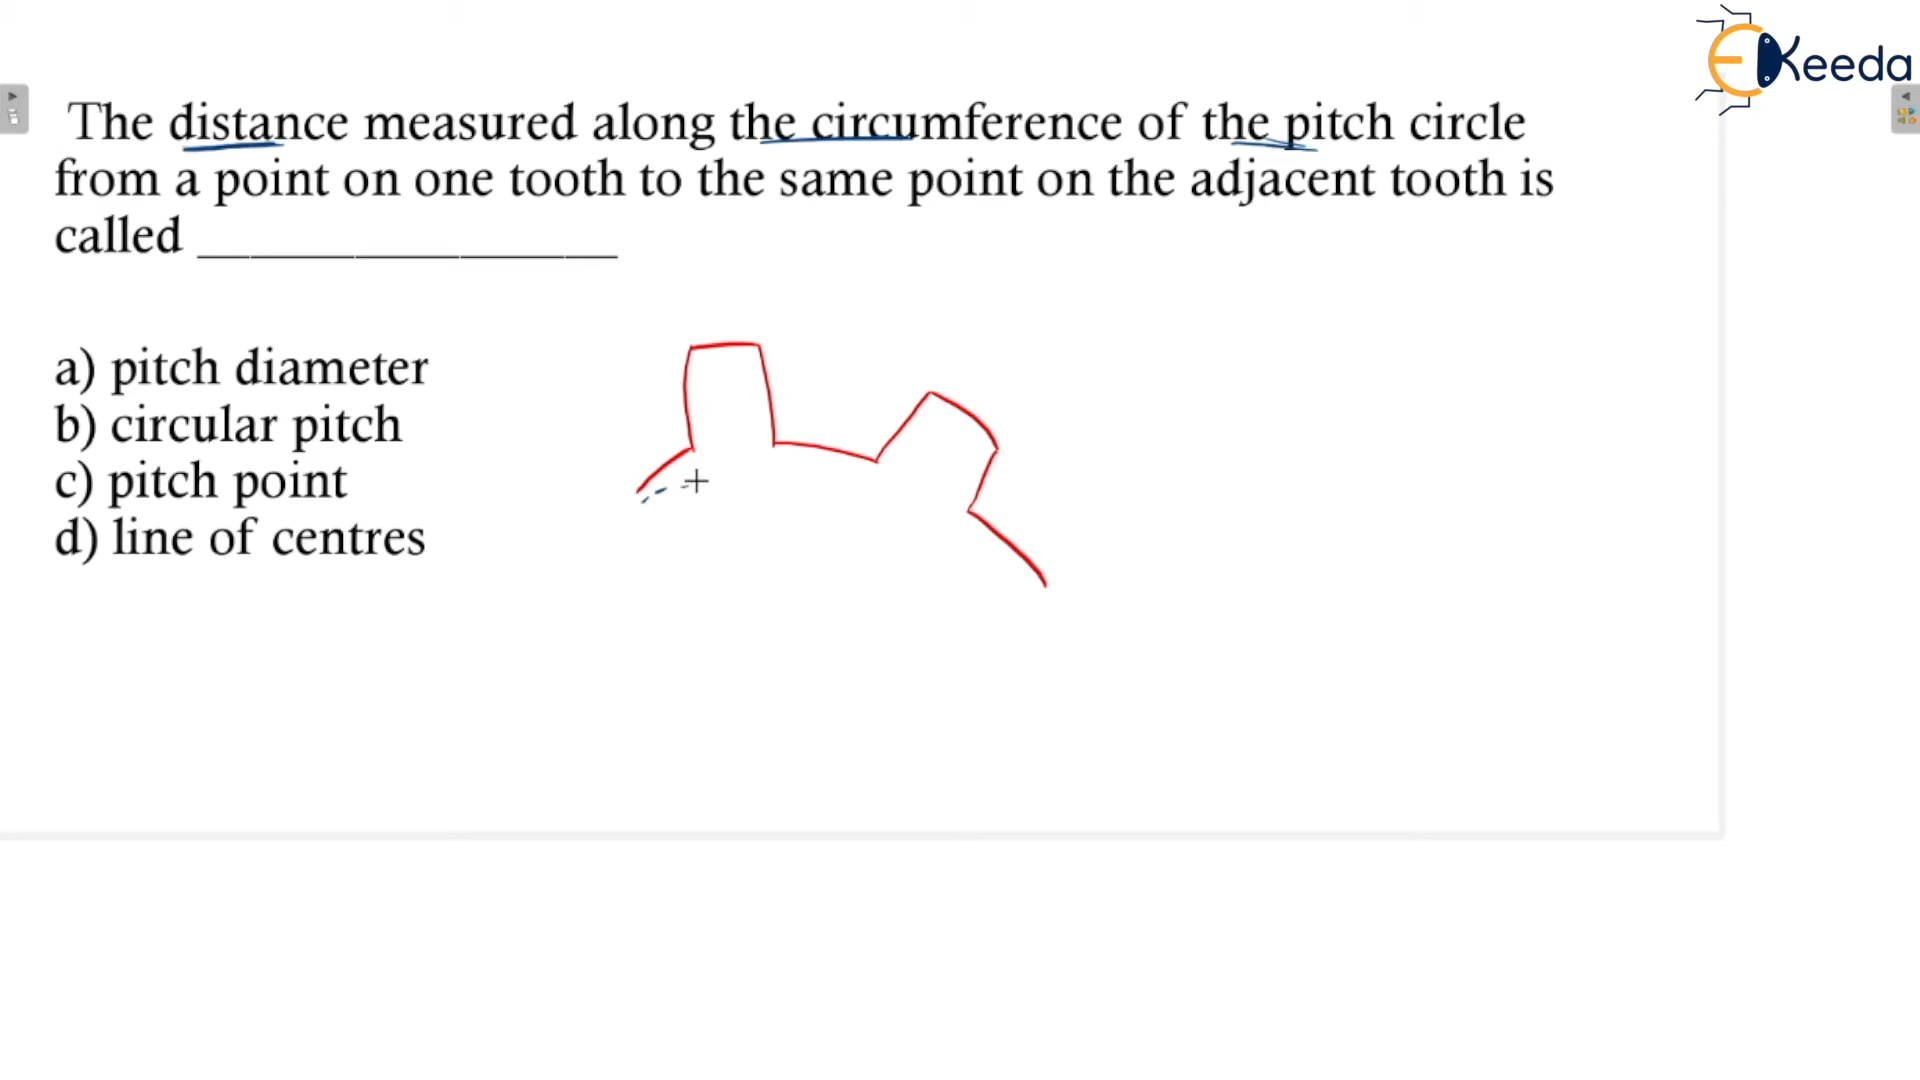 Keeda
The distance measured along the circumference of the pitch circle
from a point on one tooth to the same point on the adjacent tooth is
called ________________
a) pitch diameter
b) circular pitch
c) pitch point
d) line of centres